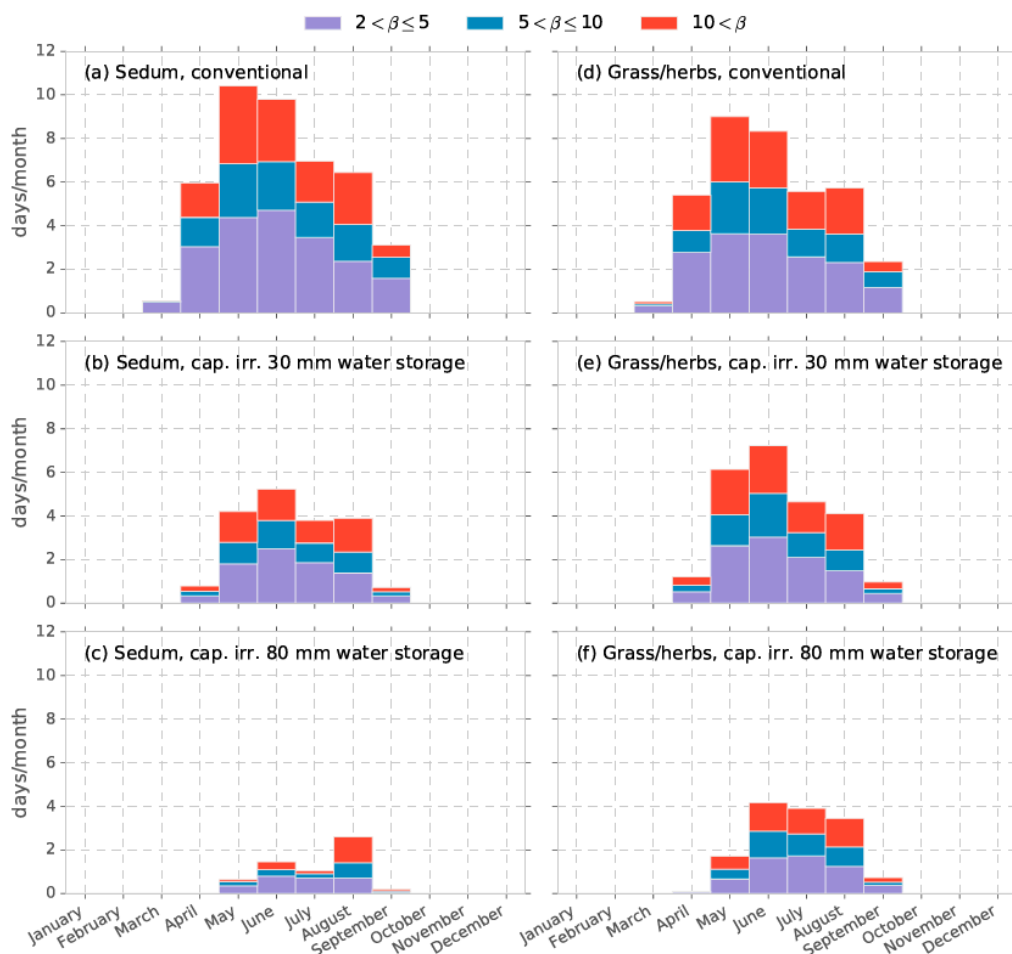 2 < β ≤ 5 5 < β ≤ 10 10 < β
(a) Sedum, conventional
12
10
8
6
4
2
0
days/month
(d) Grass/herbs, conventional
(b) Sedum, cap. irr. 30 mm water storage
12
10
8
6
4
2
0
days/month
(e) Grass/herbs, cap. irr. 30 mm water storage
(c) Sedum, cap. irr. 80 mm water storage
12
10
8
6
4
2
0
days/month
(f) Grass/herbs, cap. irr. 80 mm water storage
January
February
March
April
May
June
July
August
September
October
November
December
January
February
March
April
May
June
July
August
September
October
November
December